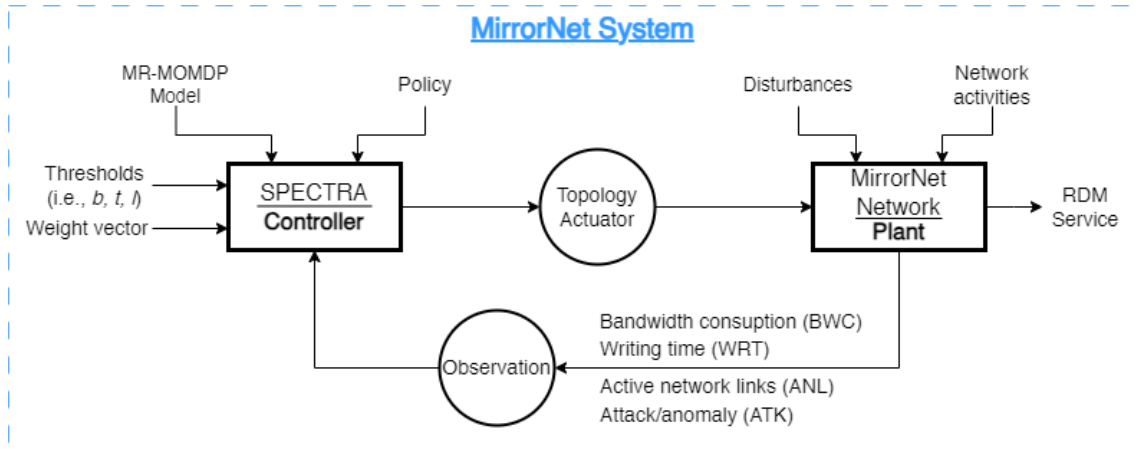 MirrorNet System
MR-MOMDP
Model
Policy
Disturbances
Network
activities
Thresholds
(i.e., b, t, l)
Weight vector
SPECTRA
Controller
Topology
Actuator
MirrorNet
Network
Plant
RDM
Service
Observation
Bandwidth consuption (BWC)
Writing time (WRT)
Active network links (ANL)
Attack/anomaly (ATK)